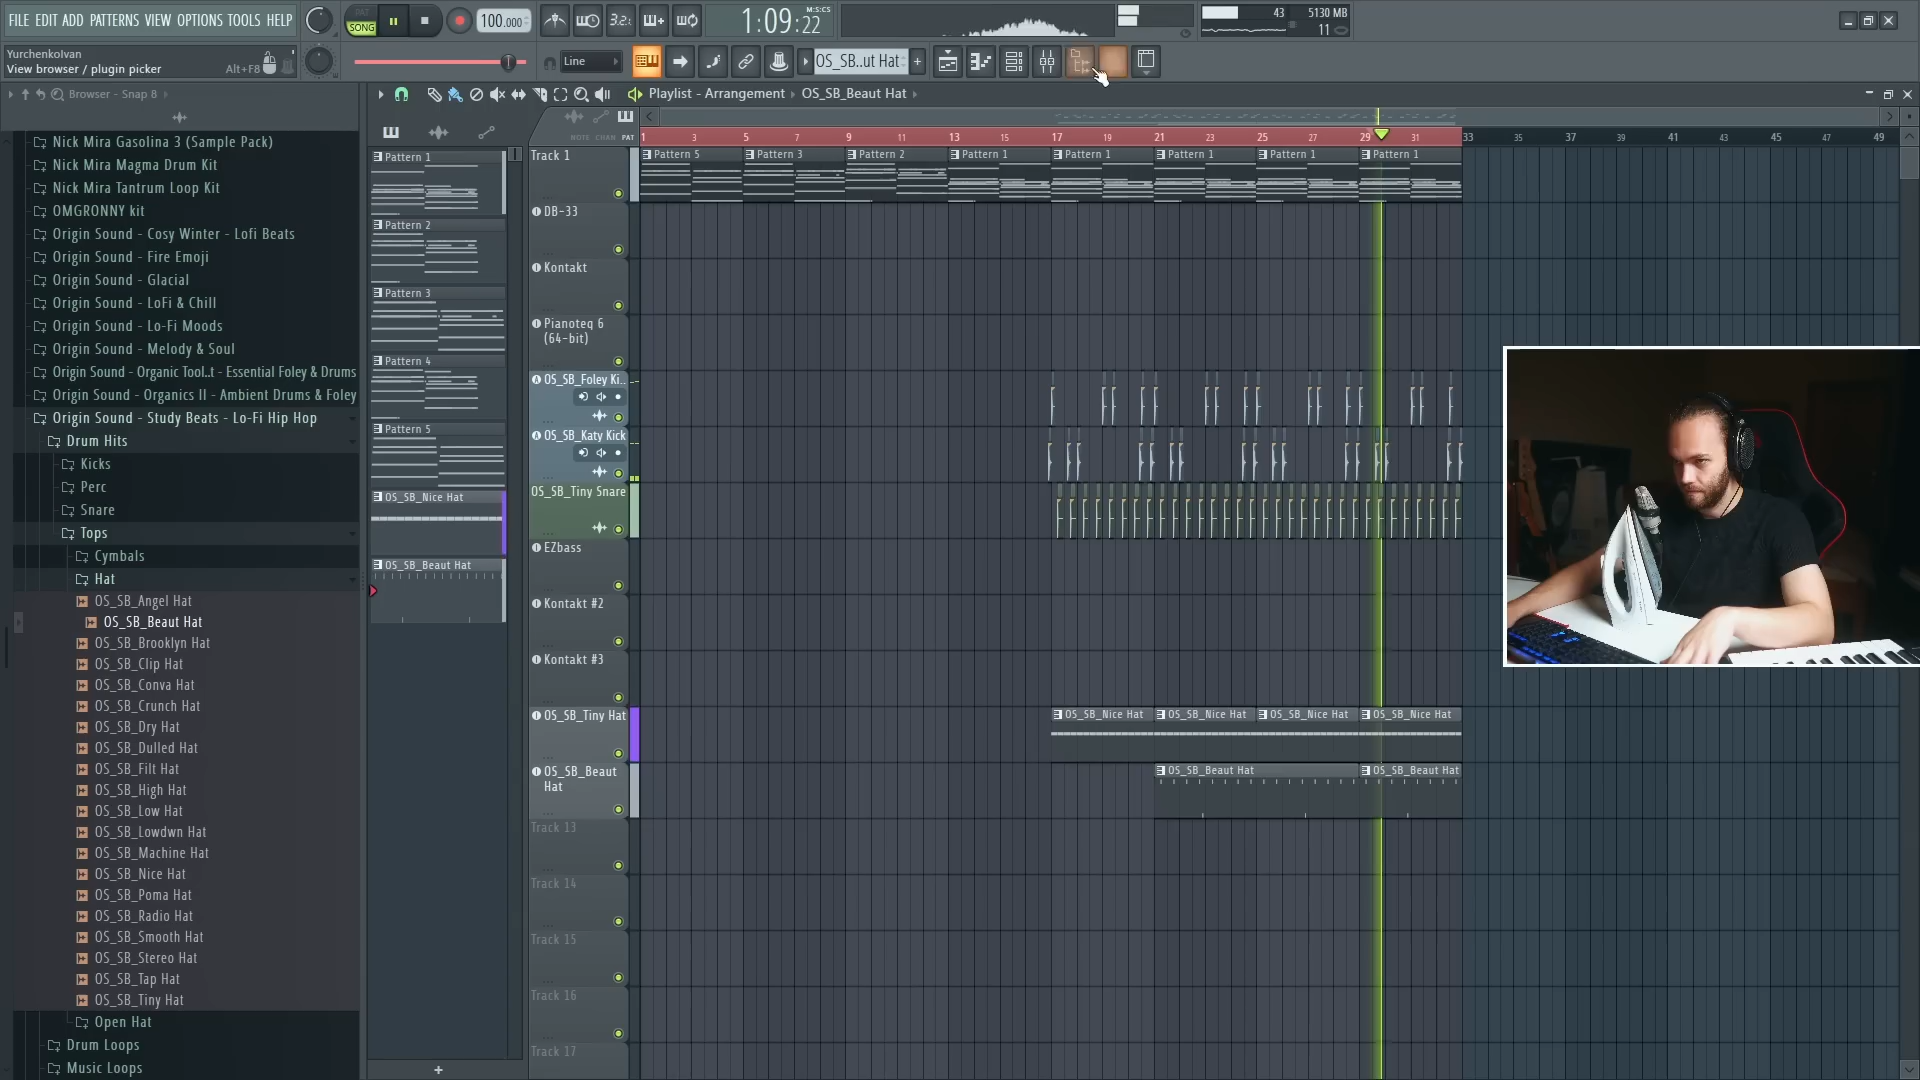 FILE EDIT ADD PATTERNS VIEW OPTIONS TOOLS HELP
PAT
SONG
100.000
3.2
1:09:22
M:S:CS
43
5130 MB
11
YurchenkoIvan
View browser / plugin picker
Alt+F8
Line
OS_SB..ut Hat
Browser - Snap 8
Playlist - Arrangement
OS_SB_Beaut Hat
NOTE CHAN PAT
1 3 5 7 9 11 13 15 17 19 21 23 25 27 29 31 33 35 37 39 41 43 45 47 49
Nick Mira Gasolina 3 (Sample Pack)
Nick Mira Magma Drum Kit
Nick Mira Tantrum Loop Kit
OMGRONNY kit
Origin Sound - Cosy Winter - Lofi Beats
Origin Sound - Fire Emoji
Origin Sound - Glacial
Origin Sound - LoFi & Chill
Origin Sound - Lo-Fi Moods
Origin Sound - Melody & Soul
Origin Sound - Organic Tool..t - Essential Foley & Drums
Origin Sound - Organics II - Ambient Drums & Foley
Origin Sound - Study Beats - Lo-Fi Hip Hop
Drum Hits
Kicks
Perc
Snare
Tops
Cymbals
Hat
OS_SB_Angel Hat
OS_SB_Beaut Hat
OS_SB_Brooklyn Hat
OS_SB_Clip Hat
OS_SB_Conva Hat
OS_SB_Crunch Hat
OS_SB_Dry Hat
OS_SB_Dulled Hat
OS_SB_Filt Hat
OS_SB_High Hat
OS_SB_Low Hat
OS_SB_Lowdwn Hat
OS_SB_Machine Hat
OS_SB_Nice Hat
OS_SB_Poma Hat
OS_SB_Radio Hat
OS_SB_Smooth Hat
OS_SB_Stereo Hat
OS_SB_Tap Hat
OS_SB_Tiny Hat
Open Hat
Drum Loops
Music Loops
Pattern 1
Pattern 2
Pattern 3
Pattern 4
Pattern 5
OS_SB_Nice Hat
OS_SB_Beaut Hat
Track 1
Pattern 5
Pattern 3
Pattern 2
Pattern 1
Pattern 1
Pattern 1
Pattern 1
Pattern 1
DB-33
Kontakt
Pianoteq 6
(64-bit)
OS_SB_Foley Ki..
OS_SB_Katy Kick
OS_SB_Tiny Snare
EZbass
Kontakt #2
Kontakt #3
OS_SB_Tiny Hat
OS_SB_Nice Hat
OS_SB_Nice Hat
OS_SB_Nice Hat
OS_SB_Nice Hat
OS_SB_Beaut
Hat
OS_SB_Beaut Hat
OS_SB_Beaut Hat
Track 13
Track 14
Track 15
Track 16
Track 17